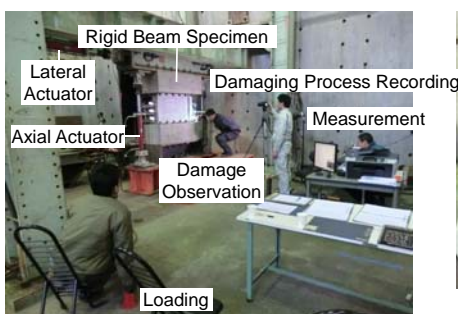 Rigid Beam Specimen
Lateral
Actuator
Damaging Process Recording
Measurement
Axial Actuator
Damage
Observation
Loading